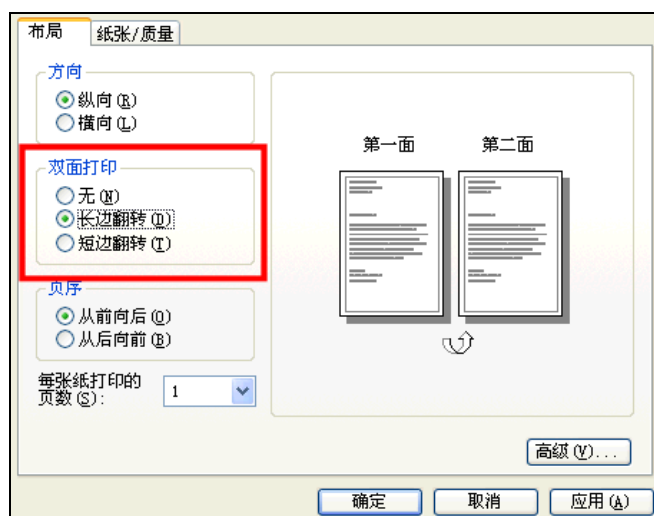 布局
纸张/质量
方向
纵向(R)
横向(L)
双面打印
无(N)
长边翻转(D)
短边翻转(T)
页序
从前向后(O)
从后向前(B)
每张纸打印的
页数(S):
1
第一面
第二面
高级(V)...
确定
取消
应用(A)